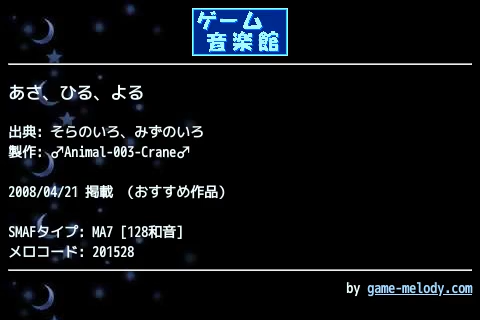 ゲーム
音楽館
あさ、ひる、よる
出典: そらのいろ、みずのいろ
製作: ♂Animal-003-Crane♂
2008/04/21 掲載 (おすすめ作品)
SMAFタイプ: MA7 [128和音]
メロコード: 201528
by game-melody.com